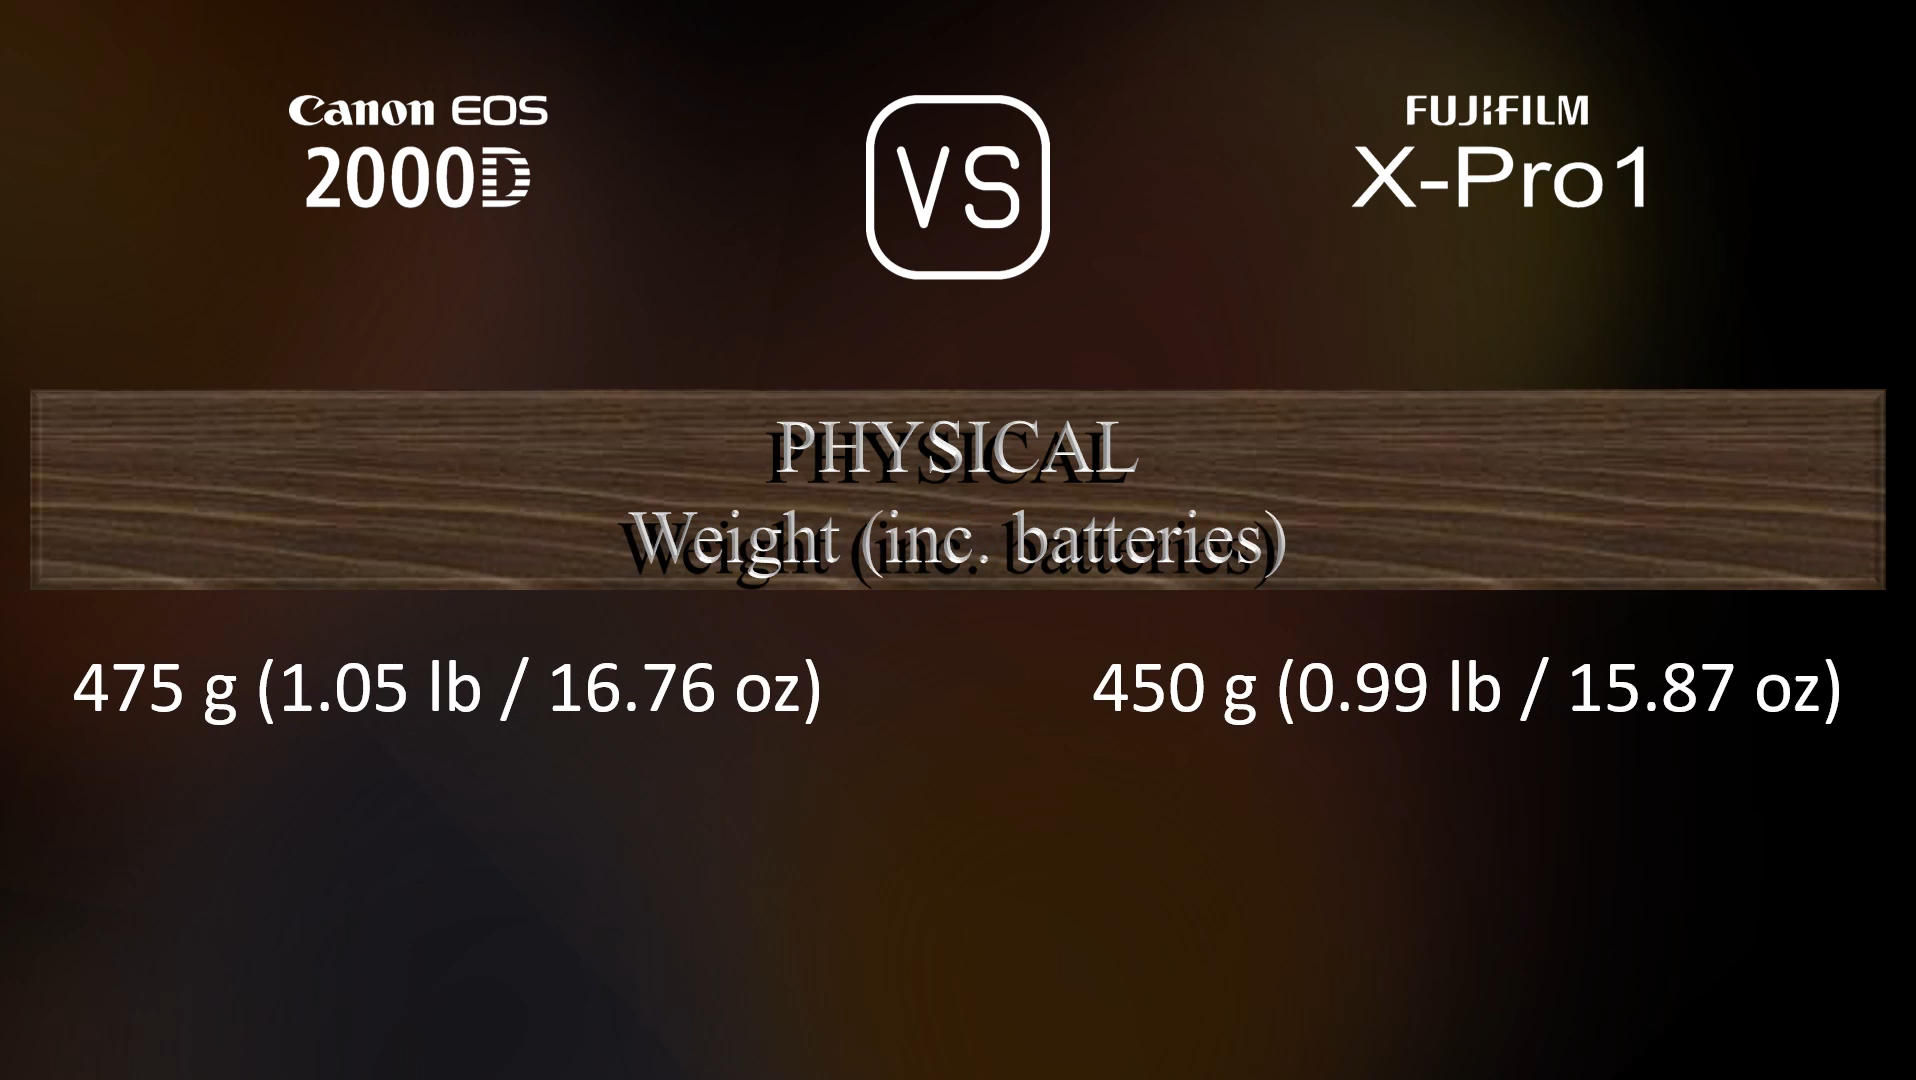 Canon EOS
2000D
VS
FUJIFILM
X-Pro1
PHYSICAL
Weight (inc. batteries)
475 g (1.05 lb / 16.76 oz)
450 g (0.99 lb / 15.87 oz)